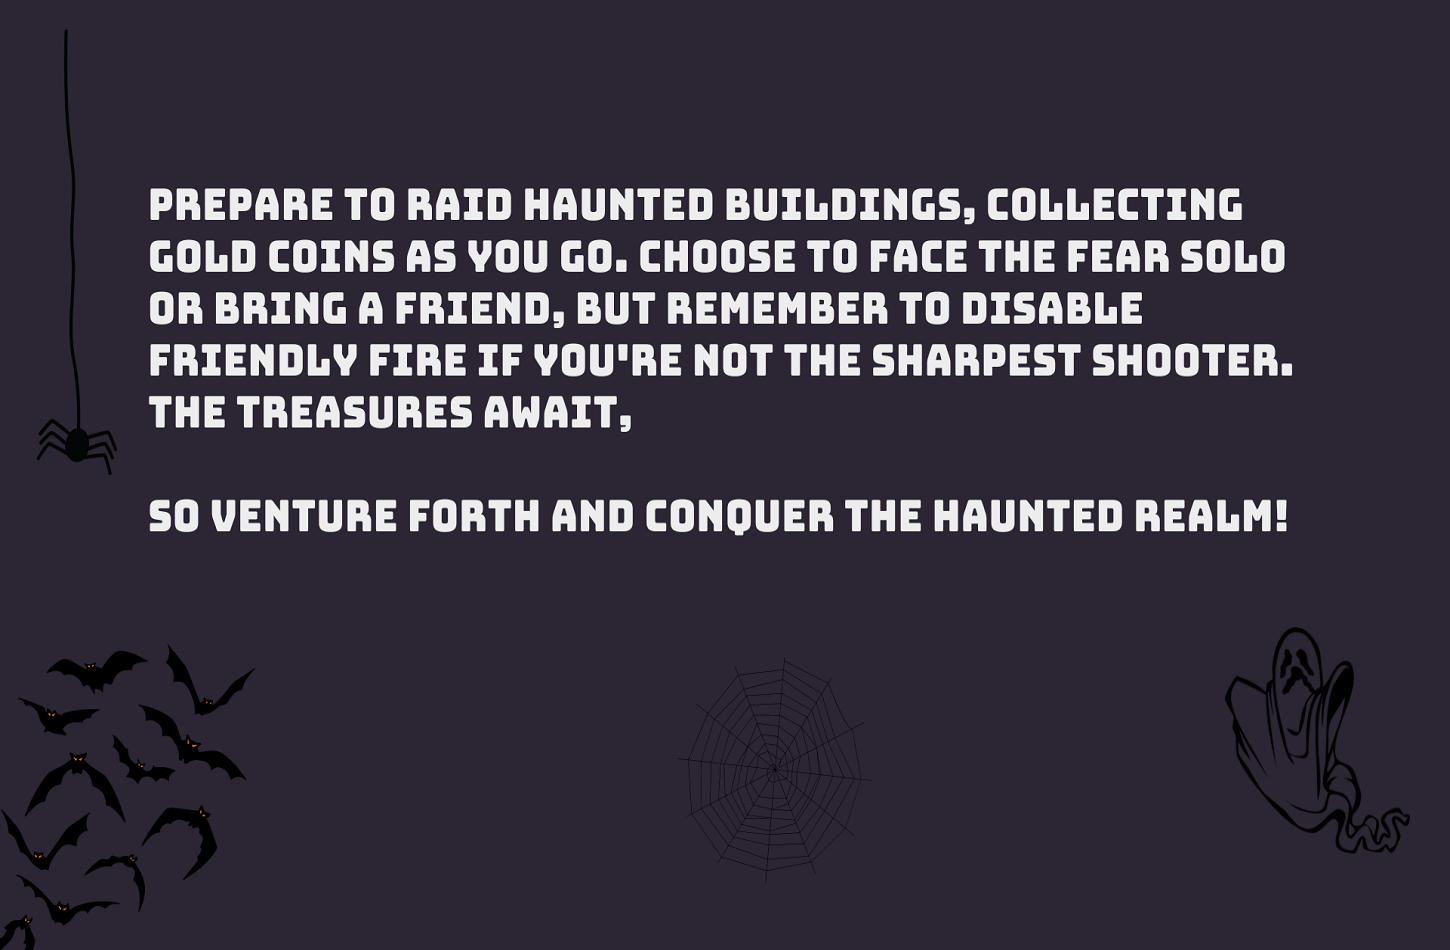 PREPARE TO RAID HAUNTED BUILDINGS, COLLECTING
GOLD COINS AS YOU GO. CHOOSE TO FACE THE FEAR SOLO
OR BRING A FRIEND, BUT REMEMBER TO DISABLE
FRIENDLY FIRE IF YOU'RE NOT THE SHARPEST SHOOTER.
THE TREASURES AWAIT,
SO VENTURE FORTH AND CONQUER THE HAUNTED REALM!